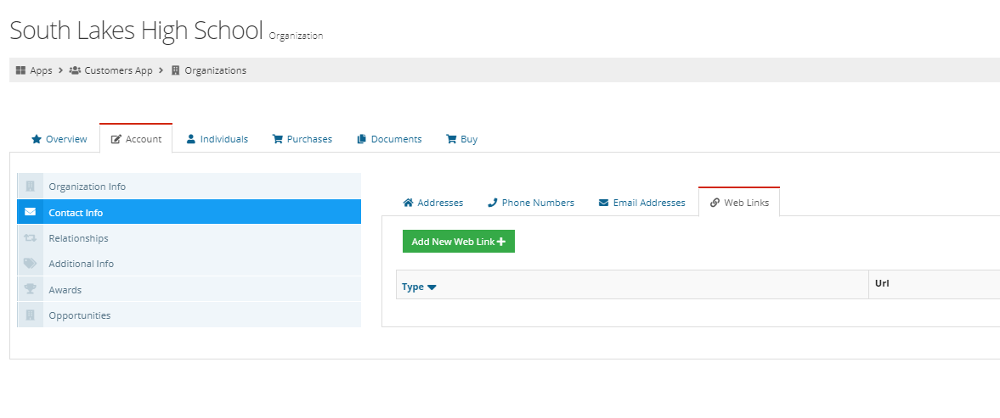 South Lakes High School Organization
Apps Customers App Organizations
Overview Account Individuals Purchases Documents Buy
Organization Info
Contact Info
Relationships
Additional Info
Awards
Opportunities
Addresses Phone Numbers Email Addresses Web Links
Add New Web Link
Type Url